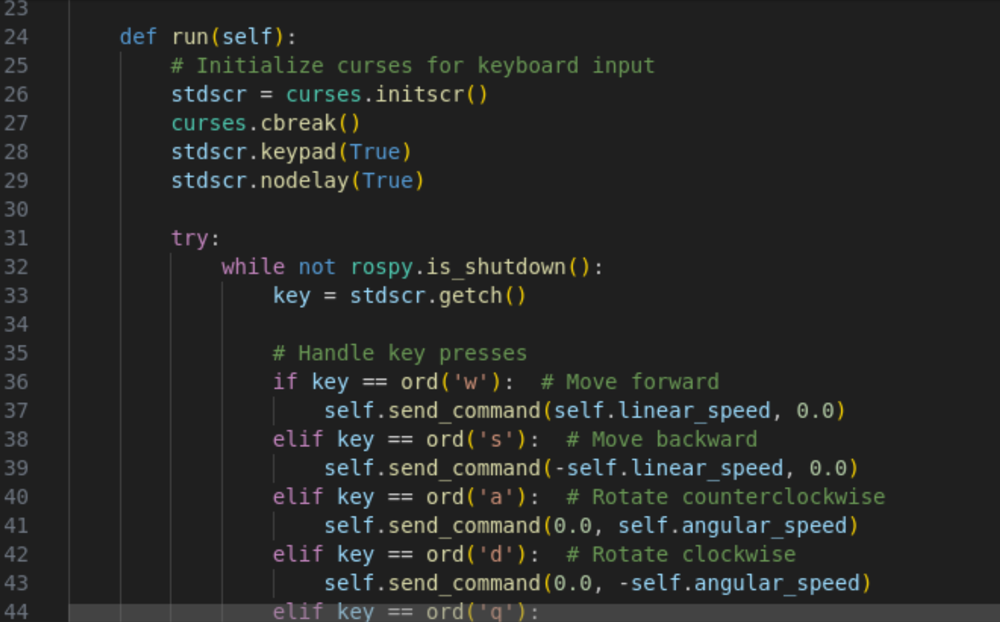 23
24 def run(self):
25 # Initialize curses for keyboard input
26 stdscr = curses.initscr()
27 curses.cbreak()
28 stdscr.keypad(True)
29 stdscr.nodelay(True)
30
31 try:
32 while not rospy.is_shutdown():
33 key = stdscr.getch()
34
35 # Handle key presses
36 if key == ord('w'):  # Move forward
37 self.send_command(self.linear_speed, 0.0)
38 elif key == ord('s'):  # Move backward
39 self.send_command(-self.linear_speed, 0.0)
40 elif key == ord('a'):  # Rotate counterclockwise
41 self.send_command(0.0, self.angular_speed)
42 elif key == ord('d'):  # Rotate clockwise
43 self.send_command(0.0, -self.angular_speed)
44 elif key == ord('q'):